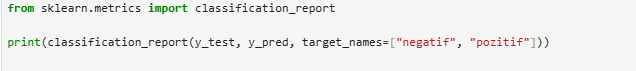 from sklearn.metrics import classification_report
print(classification_report(y_test, y_pred, target_names=["negatif", "pozitif"]))